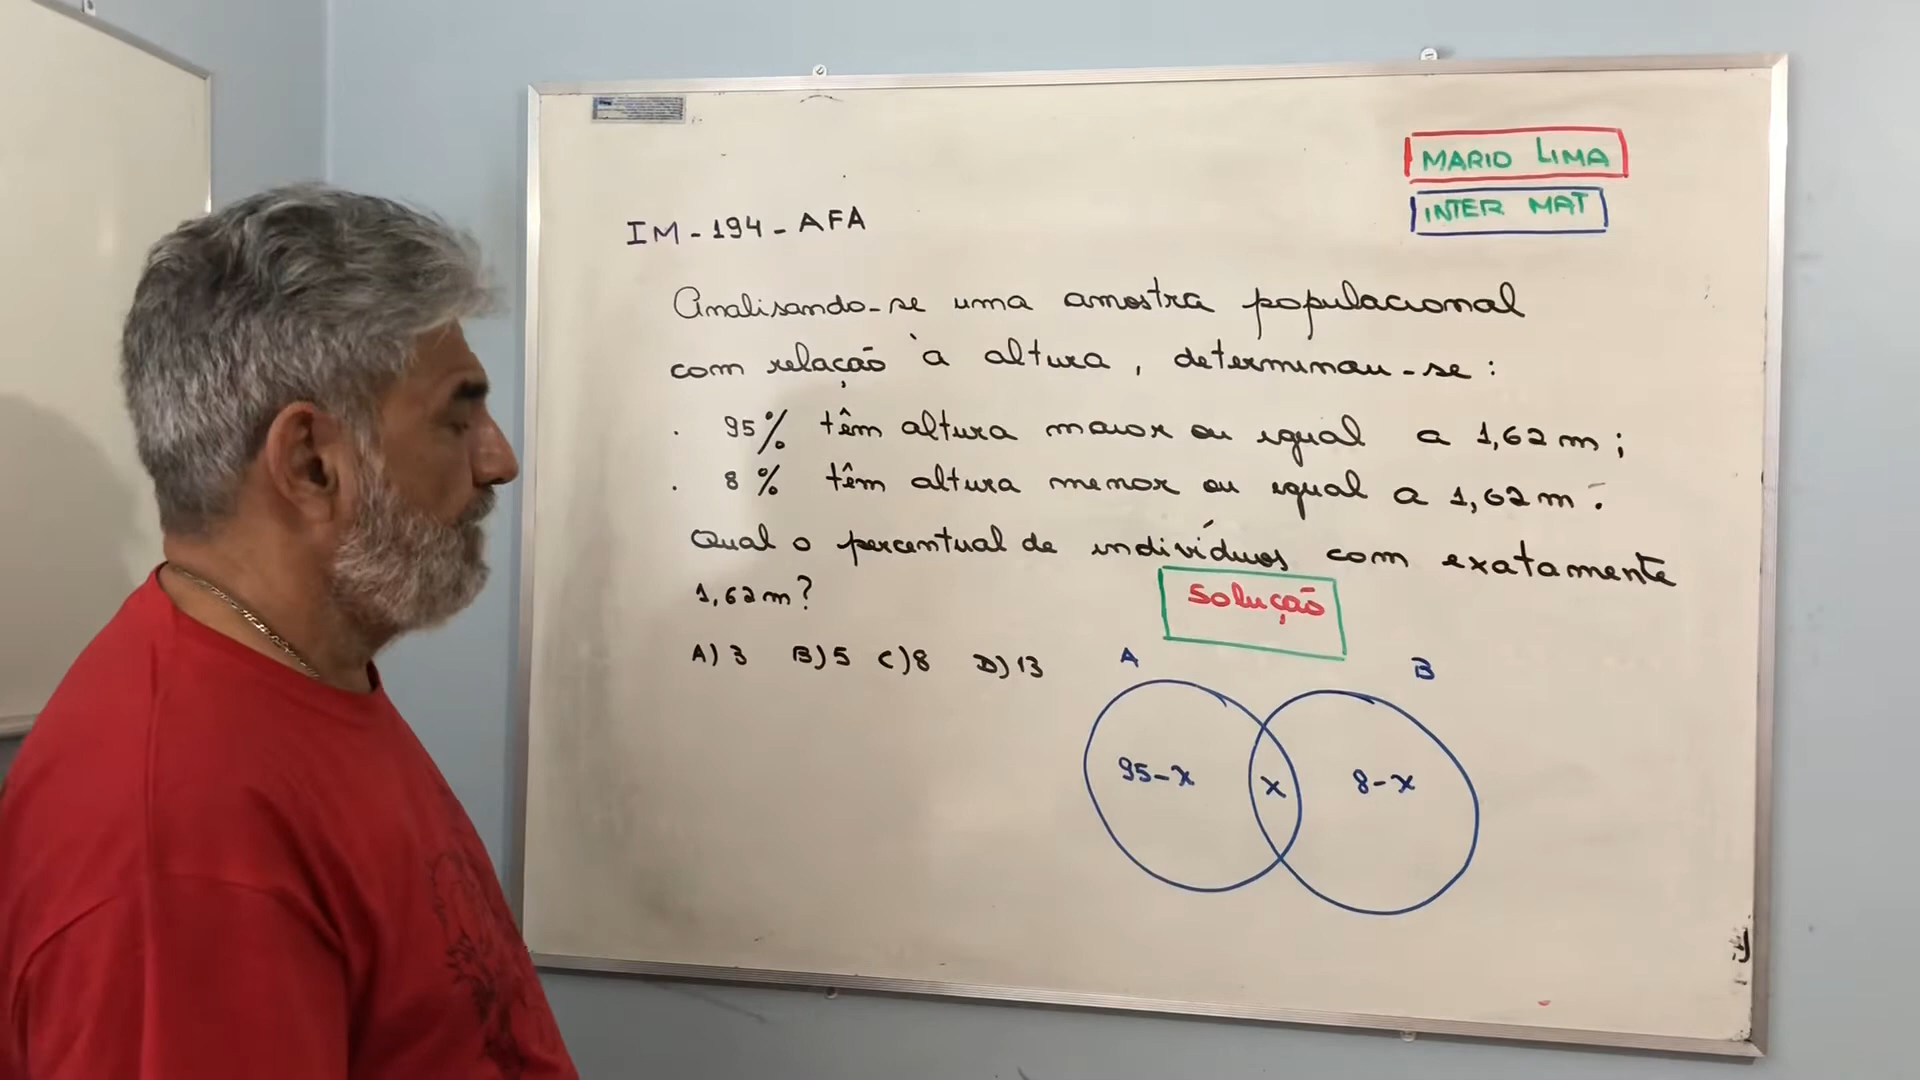 MARIO LIMA
INTER MAT
IM - 194 - AFA
Analisando-se uma amostra populacional
com relação à altura, determinau-se:
. 95% têm altura maior ou igual a 1,62 m;
. 8% têm altura menor ou igual a 1,62 m.
Qual o percentual de indivíduos com exatamente
1,62 m?
Solução
A) 3 B) 5 C) 8 D) 13
A B
95-x x 8-x